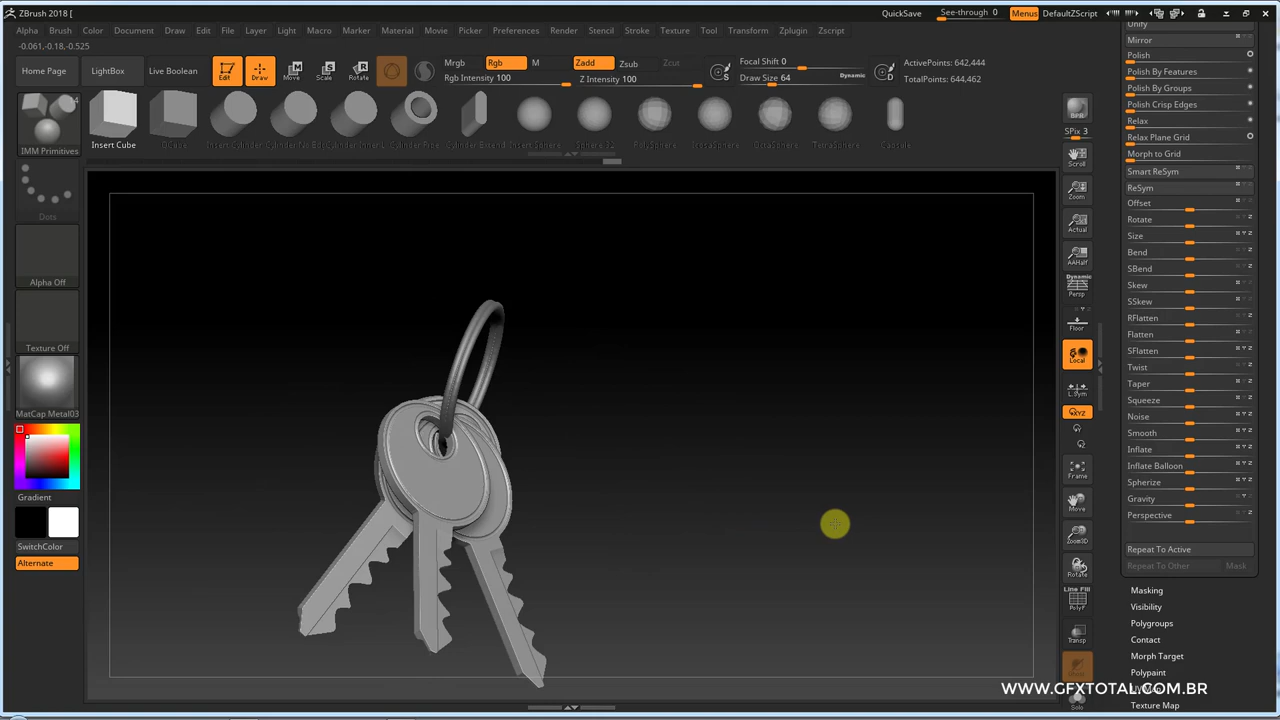 ZBrush 2018 [
QuickSave
See-through 0
Menus
DefaultZScript
Alpha Brush Color Document Draw Edit File Layer Light Macro Marker Material Movie Picker Preferences Render Stencil Stroke Texture Tool Transform Zplugin Zscript
-0.061,-0.18,-0.525
Home Page
LightBox
Live Boolean
Edit
Draw
Move
Scale
Rotate
Mrgb
Rgb
M
Rgb Intensity 100
Zadd
Zsub
Zcut
Z Intensity 100
Focal Shift 0
Draw Size 64
Dynamic
ActivePoints: 642,444
TotalPoints: 644,462
IMM Primitives
Insert Cube
Sphere 32
Capsule
Dots
Alpha Off
Texture Off
MatCap Metal03
Gradient
SwitchColor
Alternate
BPR
SPix 3
Scroll
Zoom
Actual
AAHalf
Dynamic
Persp
Floor
Local
L.Sym
XYZ
Frame
Move
Zoom3D
Rotate
Line Fill
PolyF
Transp
Solo
Unify
Mirror
Polish
Polish By Features
Polish By Groups
Polish Crisp Edges
Relax
Relax Plane Grid
Morph to Grid
Smart ReSym
ReSym
Offset
Rotate
Size
Bend
SBend
Skew
SSkew
RFlatten
Flatten
SFlatten
Twist
Taper
Squeeze
Noise
Smooth
Inflate
Inflate Balloon
Spherize
Gravity
Perspective
Repeat To Active
Repeat To Other
Mask
Masking
Visibility
Polygroups
Contact
Morph Target
Polypaint
Texture Map
WWW.GFXTOTAL.COM.BR